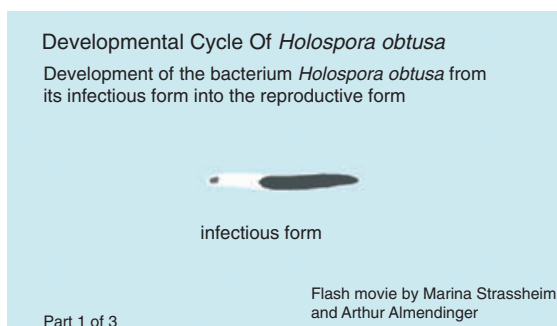 Developmental Cycle Of Holospora obtusa
Development of the bacterium Holospora obtusa from
its infectious form into the reproductive form
infectious form
Flash movie by Marina Strassheim
and Arthur Almendinger
Part 1 of 3